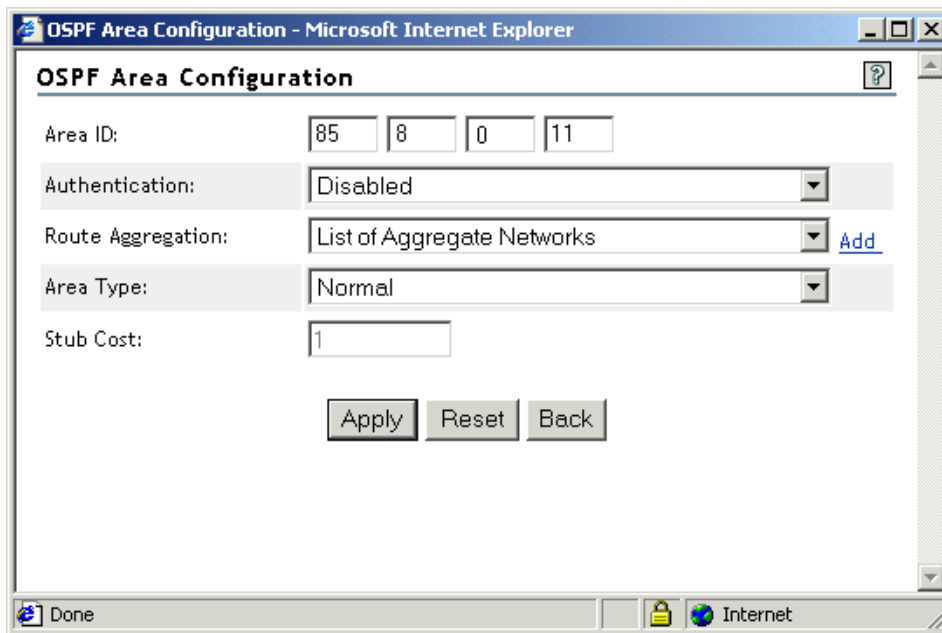 OSPF Area Configuration - Microsoft Internet Explorer
OSPF Area Configuration
?
Area ID: 85 8 0 11
Authentication: Disabled
Route Aggregation: List of Aggregate Networks Add
Area Type: Normal
Stub Cost: 1
Apply Reset Back
Done Internet